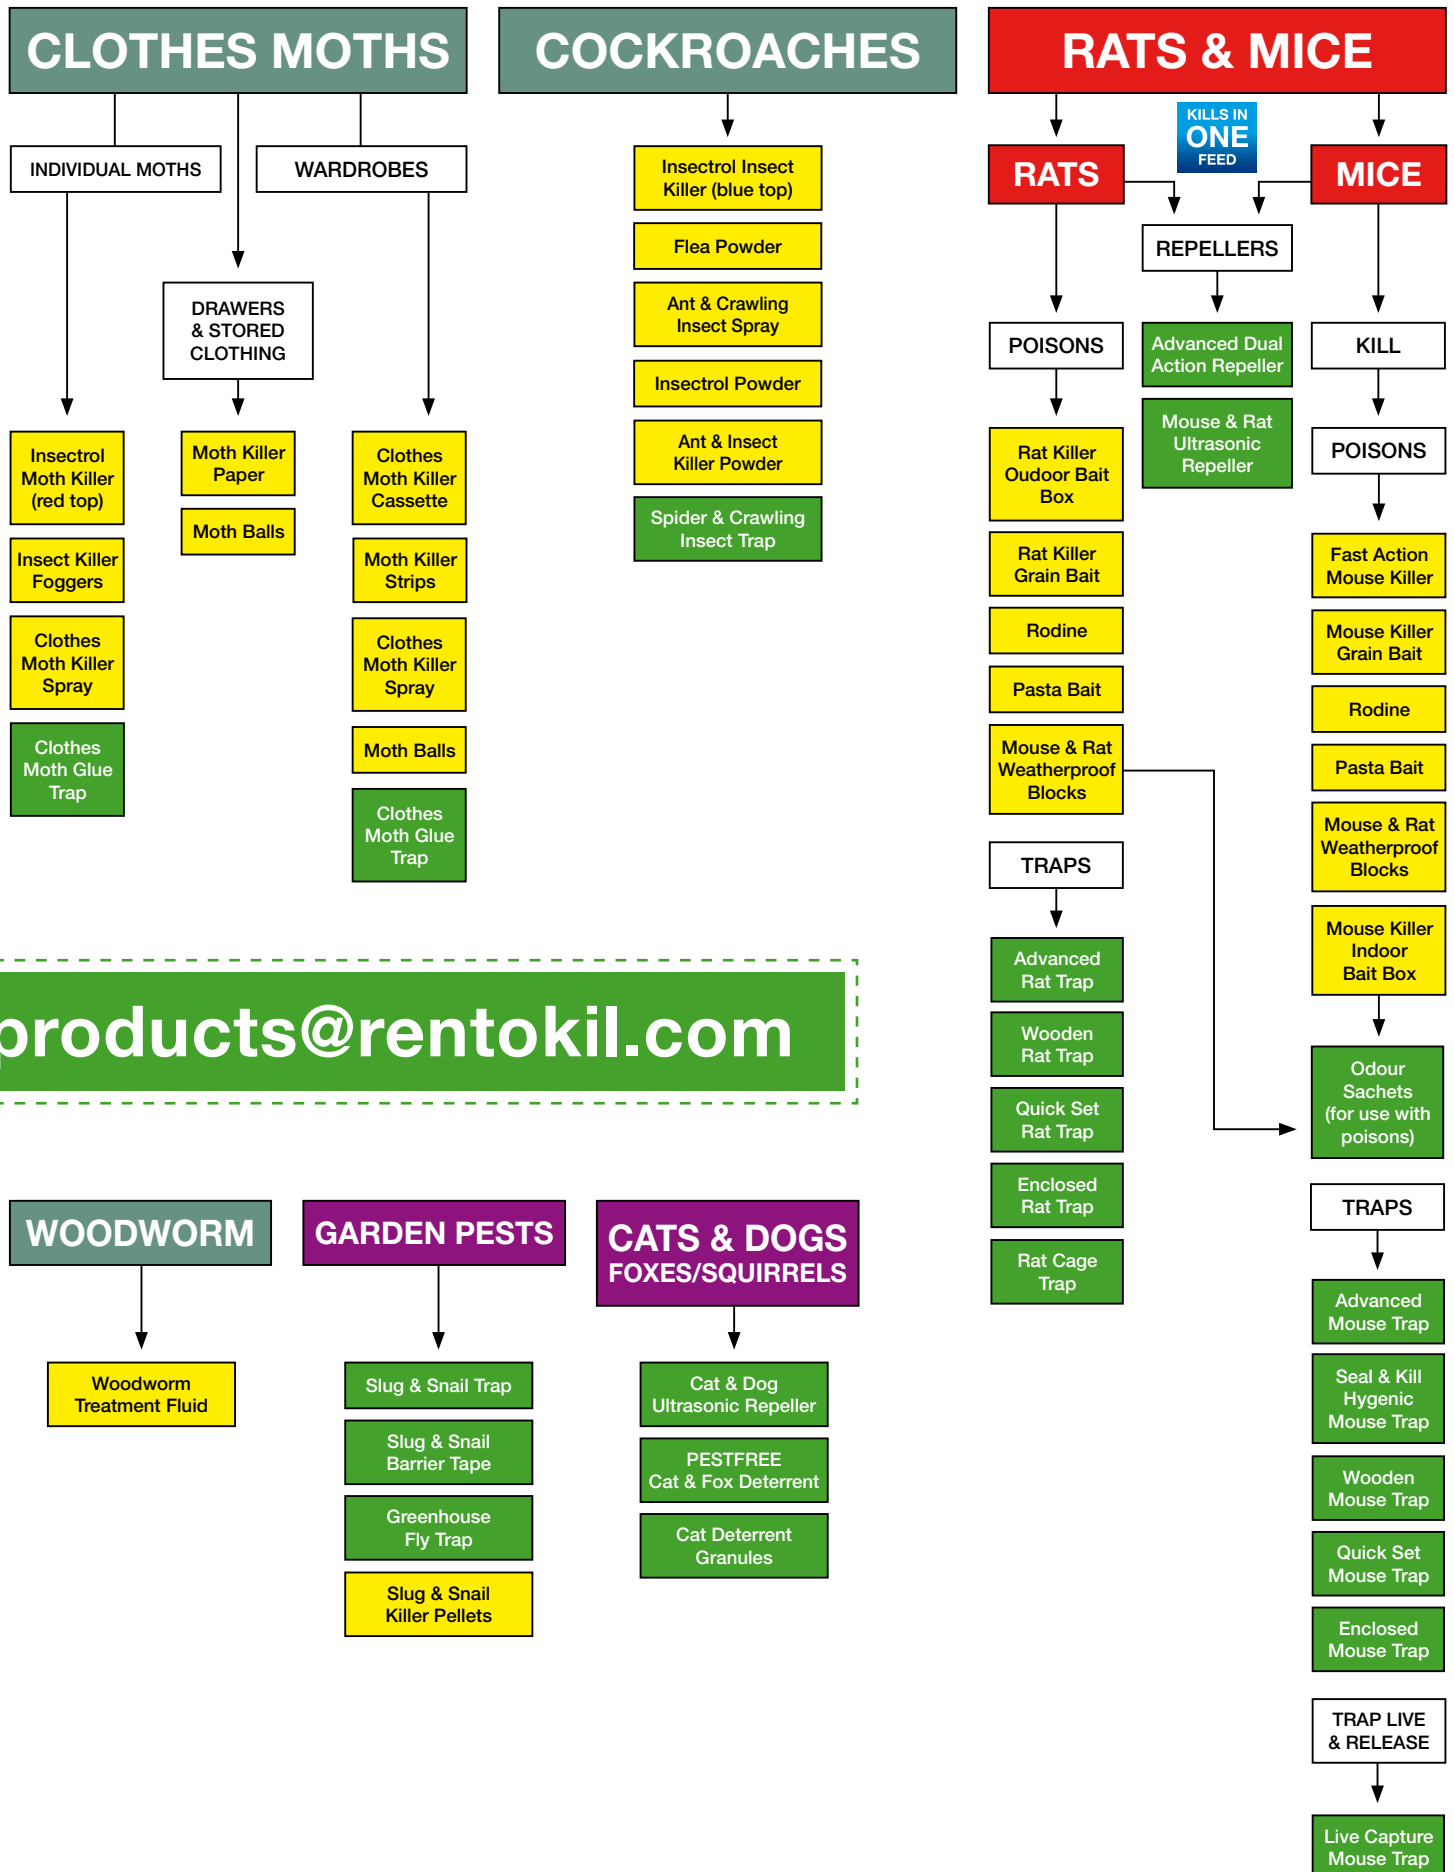 CLOTHES MOTHS
INDIVIDUAL MOTHS
WARDROBES
DRAWERS
& STORED
CLOTHING
Insectrol
Moth Killer
(red top)
Insect Killer
Foggers
Clothes
Moth Killer
Spray
Clothes
Moth Glue
Trap
Moth Killer
Paper
Moth Balls
Clothes
Moth Killer
Cassette
Moth Killer
Strips
Clothes
Moth Killer
Spray
Moth Balls
Clothes
Moth Glue
Trap
COCKROACHES
Insectrol Insect
Killer (blue top)
Flea Powder
Ant & Crawling
Insect Spray
Insectrol Powder
Ant & Insect
Killer Powder
Spider & Crawling
Insect Trap
RATS & MICE
KILLS IN
ONE
FEED
RATS
MICE
REPELLERS
Advanced Dual
Action Repeller
Mouse & Rat
Ultrasonic
Repeller
POISONS
Rat Killer
Oudoor Bait
Box
Rat Killer
Grain Bait
Rodine
Pasta Bait
Mouse & Rat
Weatherproof
Blocks
TRAPS
Advanced
Rat Trap
Wooden
Rat Trap
Quick Set
Rat Trap
Enclosed
Rat Trap
Rat Cage
Trap
KILL
POISONS
Fast Action
Mouse Killer
Mouse Killer
Grain Bait
Rodine
Pasta Bait
Mouse & Rat
Weatherproof
Blocks
Mouse Killer
Indoor
Bait Box
Odour
Sachets
(for use with
poisons)
TRAPS
Advanced
Mouse Trap
Seal & Kill
Hygenic
Mouse Trap
Wooden
Mouse Trap
Quick Set
Mouse Trap
Enclosed
Mouse Trap
TRAP LIVE
& RELEASE
Live Capture
Mouse Trap
products@rentokil.com
WOODWORM
Woodworm
Treatment Fluid
GARDEN PESTS
Slug & Snail Trap
Slug & Snail
Barrier Tape
Greenhouse
Fly Trap
Slug & Snail
Killer Pellets
CATS & DOGS
FOXES/SQUIRRELS
Cat & Dog
Ultrasonic Repeller
PESTFREE
Cat & Fox Deterrent
Cat Deterrent
Granules